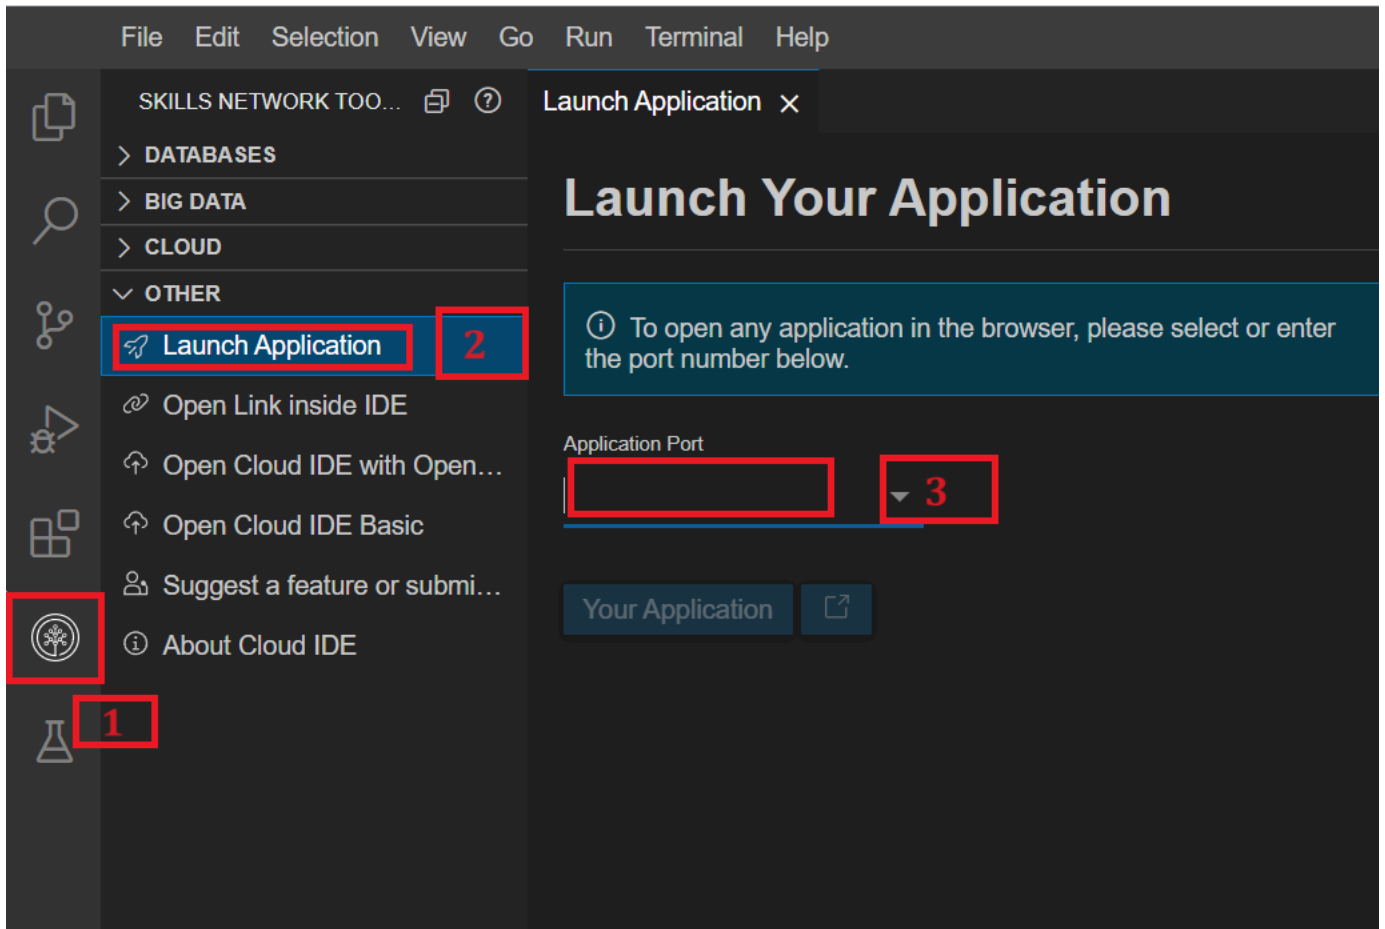 File Edit Selection View Go Run Terminal Help
SKILLS NETWORK TOO...
Launch Application
DATABASES
BIG DATA
CLOUD
OTHER
Launch Application 2
Open Link inside IDE
Open Cloud IDE with Open...
Open Cloud IDE Basic
Suggest a feature or submi...
About Cloud IDE
1
Launch Your Application
To open any application in the browser, please select or enter
the port number below.
Application Port
3
Your Application